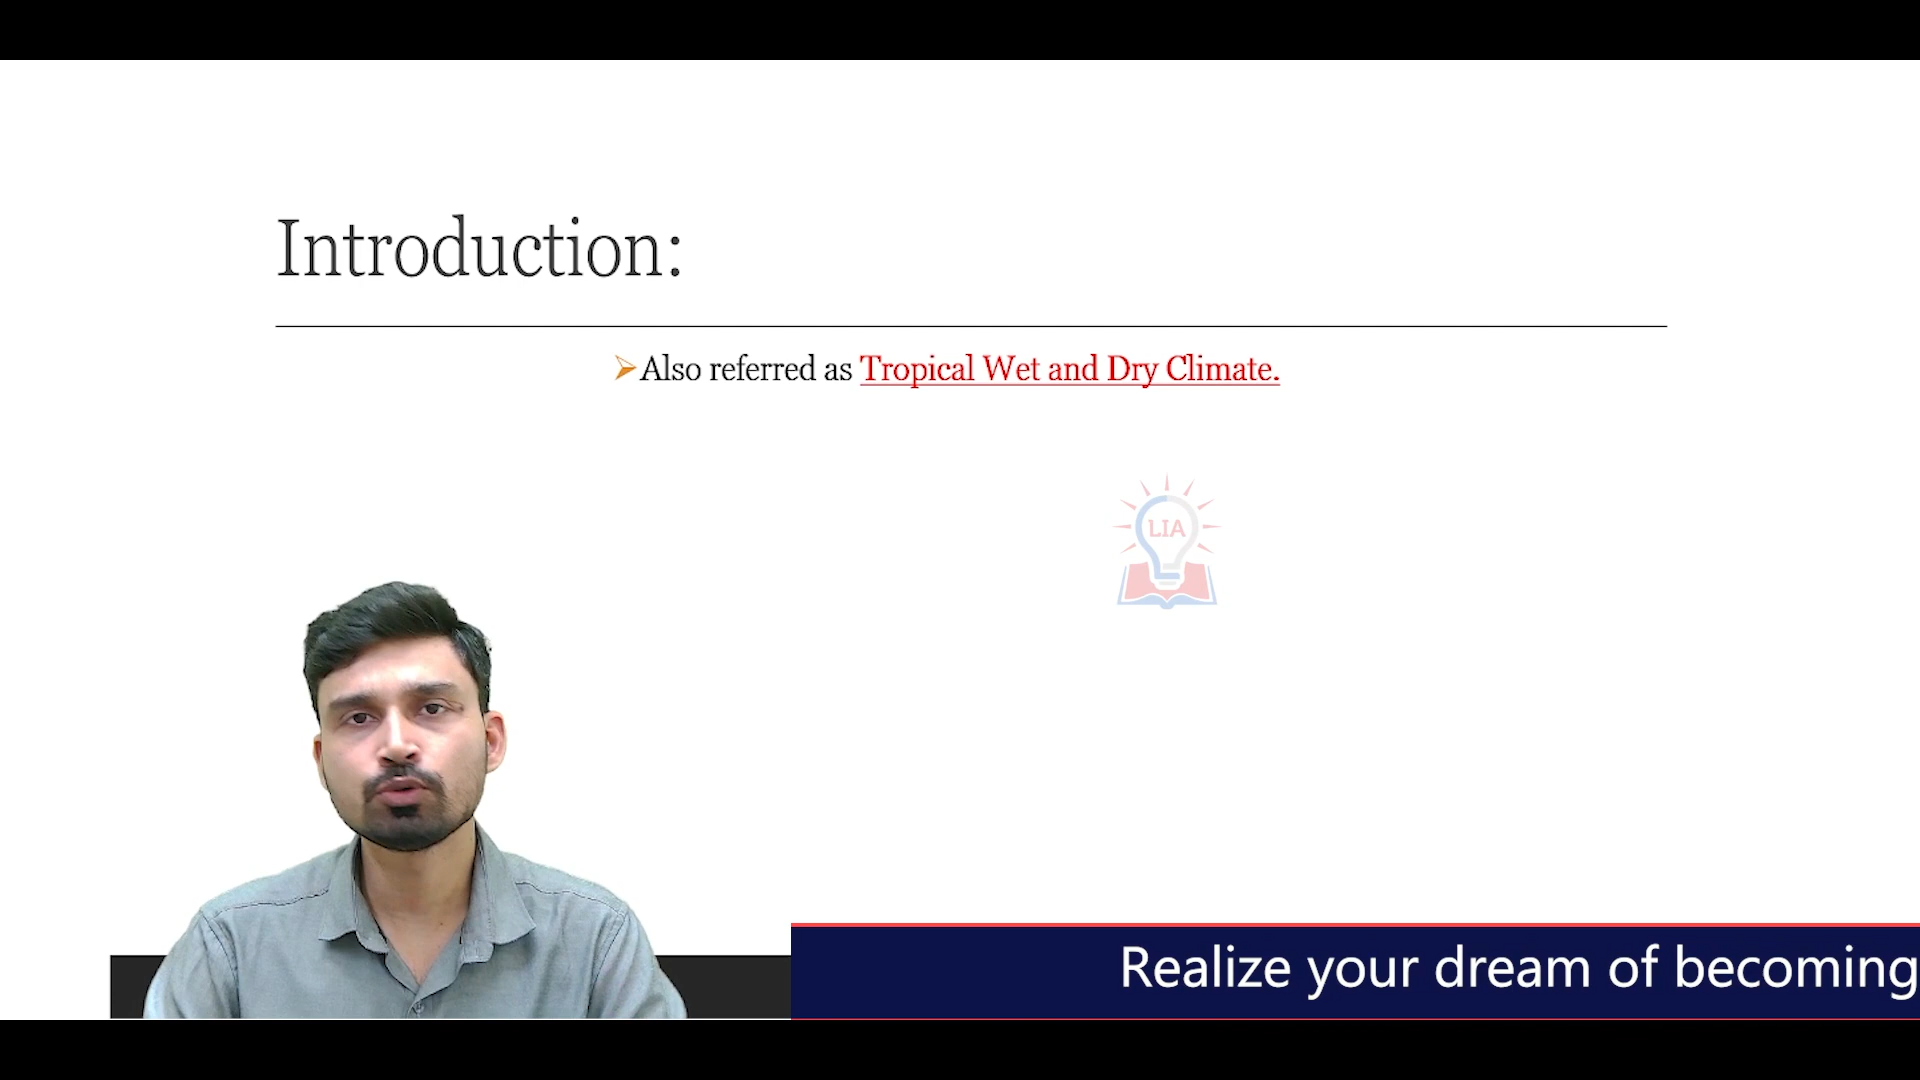 Introduction:
➢Also referred as Tropical Wet and Dry Climate.
LIA
Realize your dream of becoming